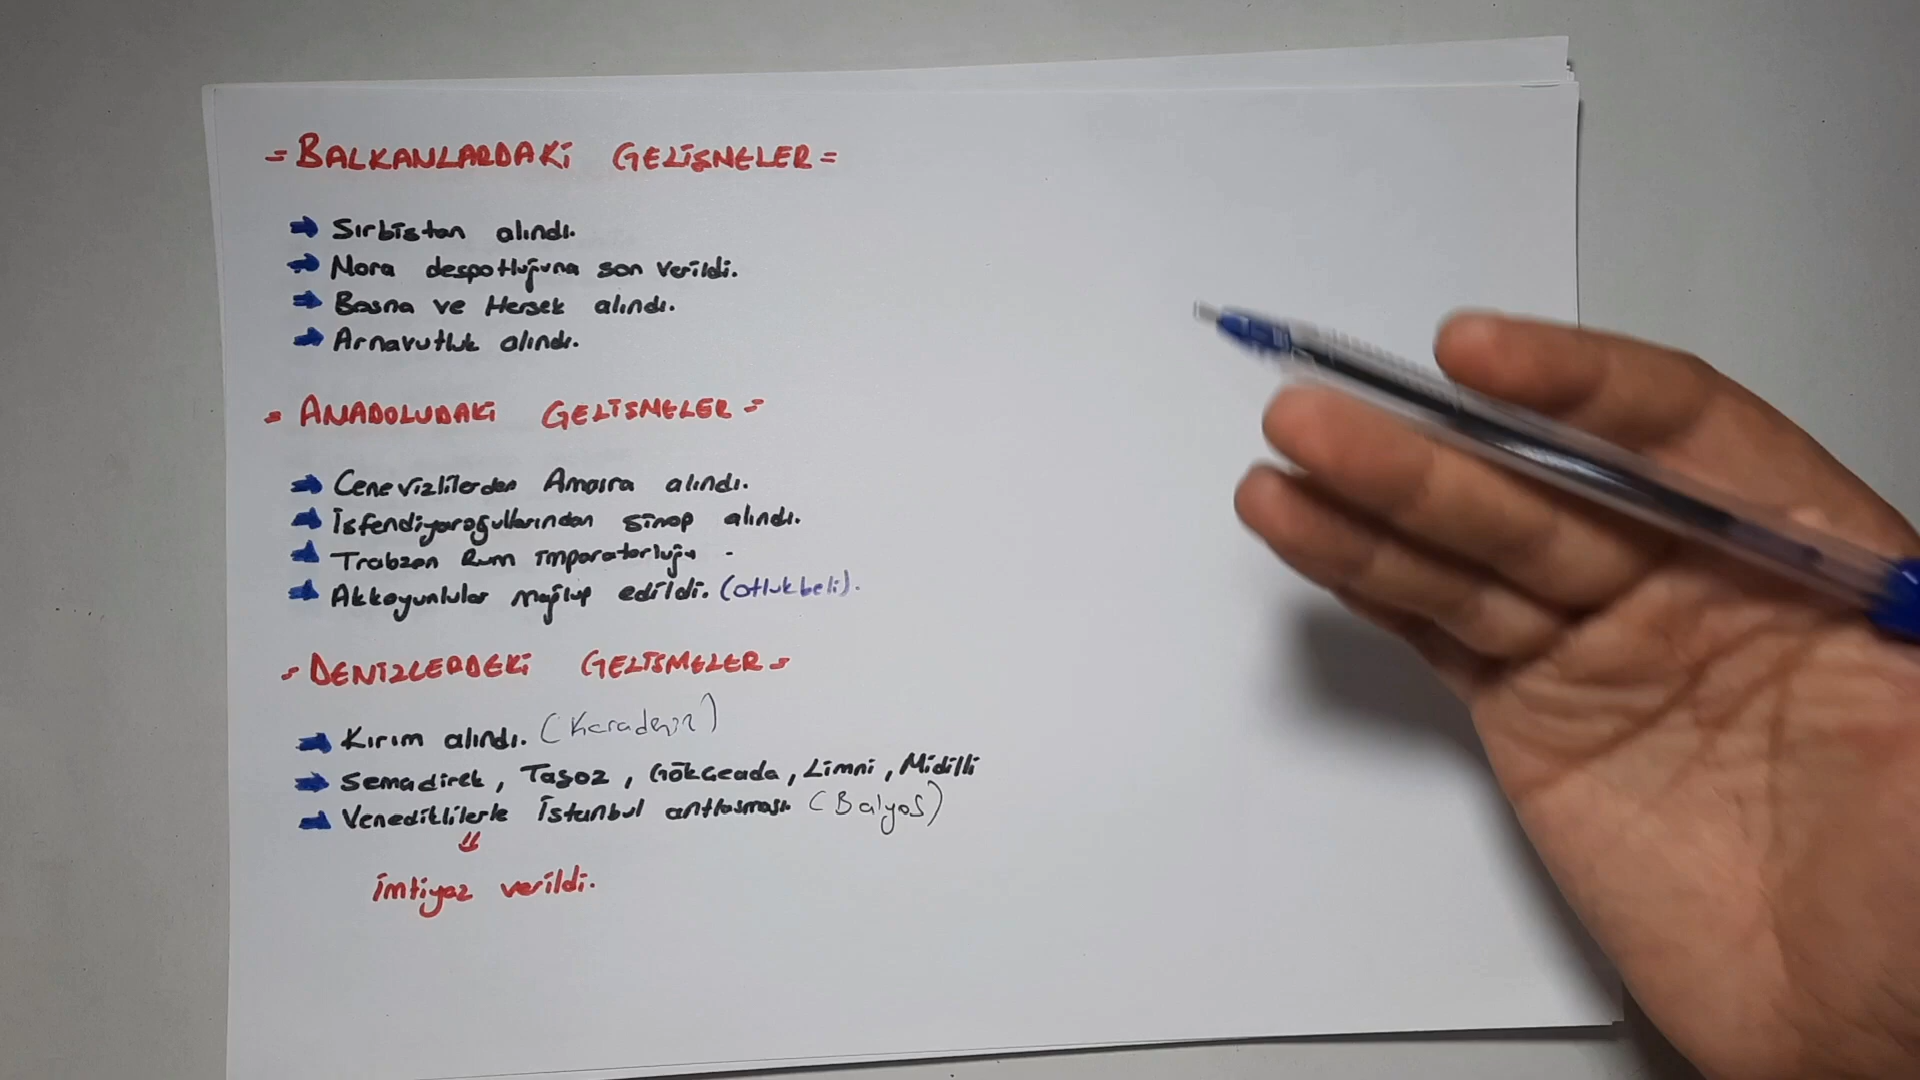 = BALKANLARDAKİ GELİŞMELER =
→ Sırbistan alındı.
→ Mora despotluğuna son verildi.
→ Bosna ve Hersek alındı.
→ Arnavutluk alındı.
= ANADOLUDAKİ GELİŞMELER =
→ Cenevizlilerden Amasra alındı.
→ İsfendiyaroğullarından Sinop alındı.
→ Trabzon Rum imparatorluğu -
→ Akkoyunlular mağlup edildi. (otlukbeli).
= DENİZLERDEKİ GELİŞMELER =
→ Kırım alındı. (Karadeniz)
→ Semadirek, Taşoz, Gökçeada, Limni, Midilli
→ Venediklilerle İstanbul antlaşması. (Balyos)
⇓
imtiyaz verildi.